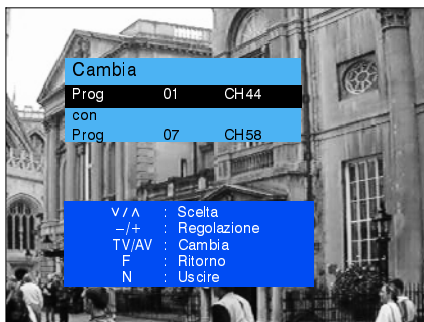 Cambia
Prog 01 CH44
con
Prog 07 CH58
∨/∧ : Scelta
–/+ : Regolazione
TV/AV : Cambia
F : Ritorno
N : Uscire